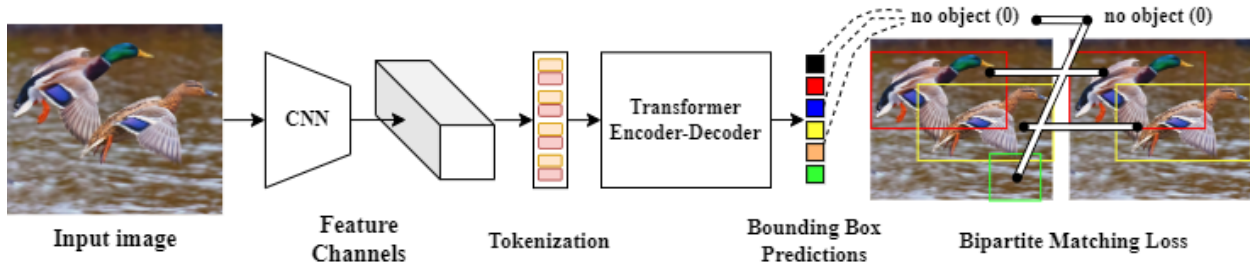 no object (0)
no object (0)
CNN
Transformer
Encoder-Decoder
Input image
Feature
Channels
Tokenization
Bounding Box
Predictions
Bipartite Matching Loss